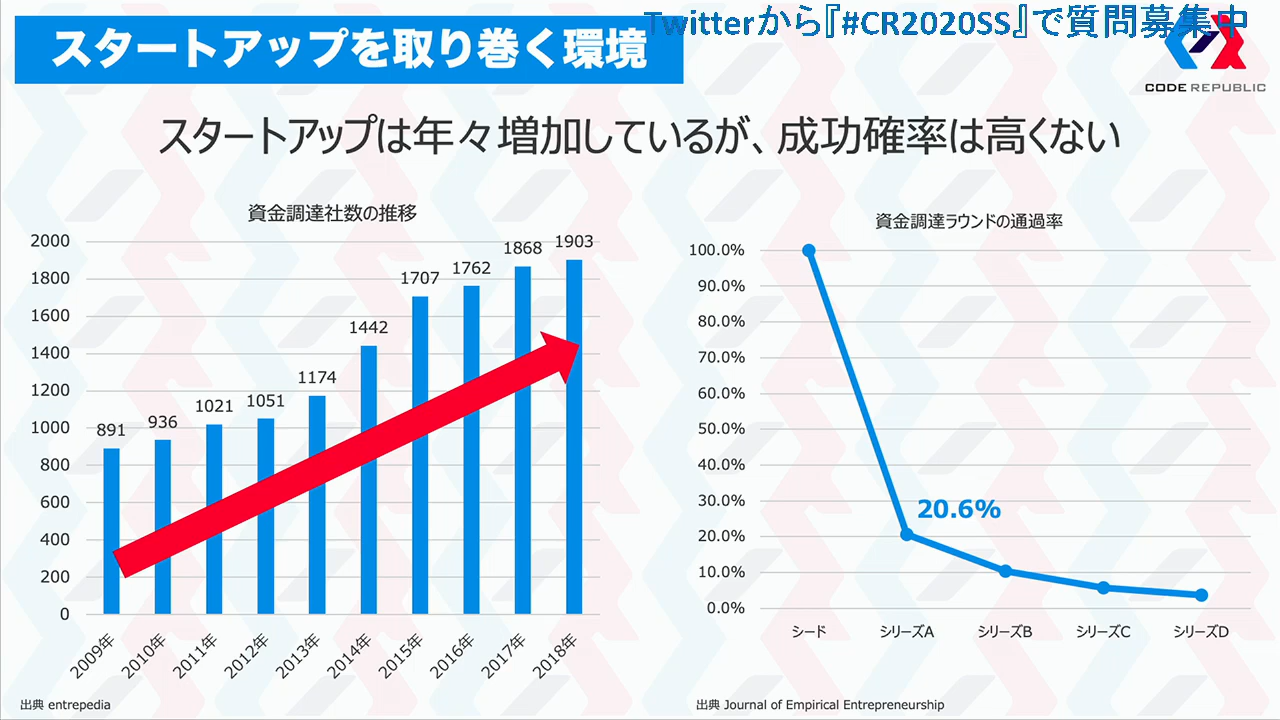 Twitterから『#CR2020SS』で質問募集中
スタートアップを取り巻く環境
CODE REPUBLIC
スタートアップは年々増加しているが、成功確率は高くない
資金調達社数の推移
2000
1800
1600
1400
1200
1000
800
600
400
200
0
891
936
1021
1051
1174
1442
1707
1762
1868
1903
2009年
2010年
2011年
2012年
2013年
2014年
2015年
2016年
2017年
2018年
出典 entrepedia
資金調達ラウンドの通過率
100.0%
90.0%
80.0%
70.0%
60.0%
50.0%
40.0%
30.0%
20.0%
10.0%
0.0%
20.6%
シード
シリーズA
シリーズB
シリーズC
シリーズD
出典 Journal of Empirical Entrepreneurship